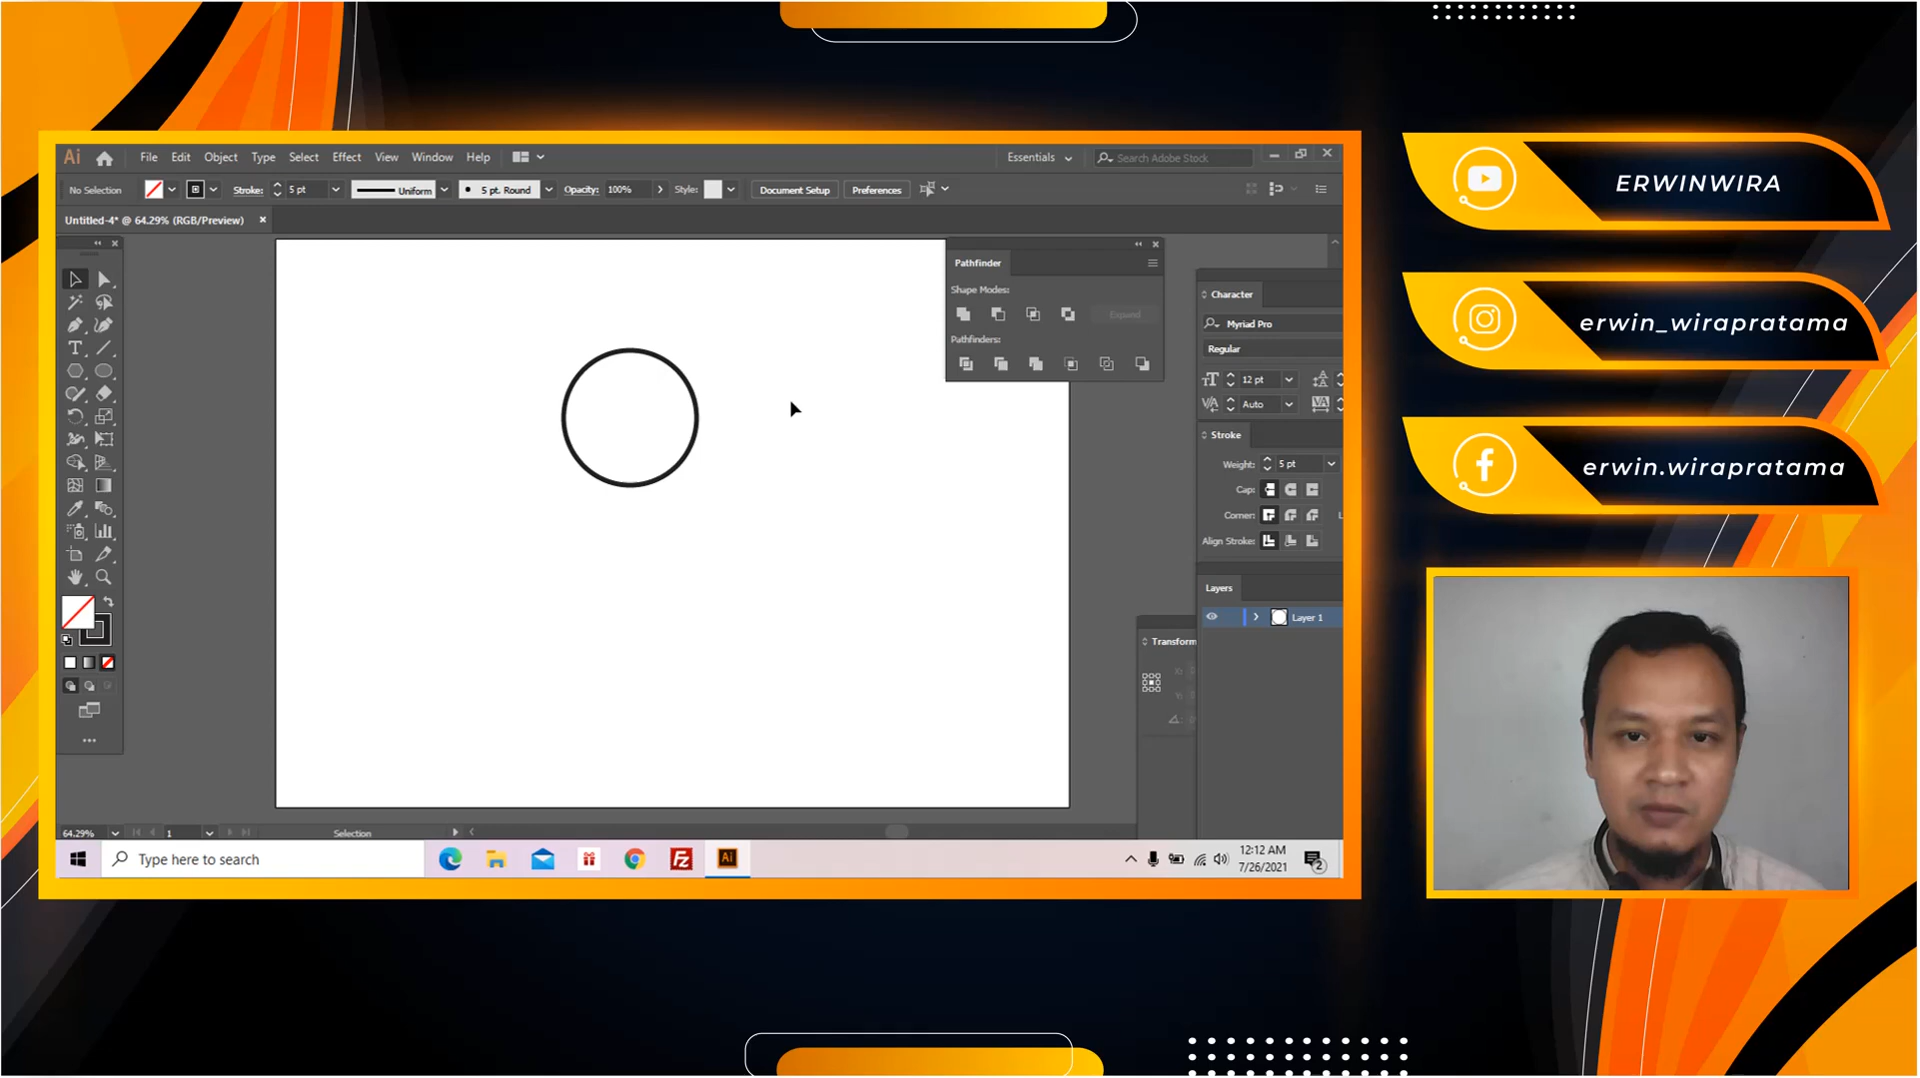 Ai
File Edit Object Type Select Effect View Window Help
Essentials
Search Adobe Stock
No Selection
Stroke:
5 pt
Uniform
5 pt. Round
Opacity:
100%
Style:
Document Setup
Preferences
Untitled-4* @ 64.29% (RGB/Preview)
Pathfinder
Shape Modes:
Expand
Pathfinders:
Character
Myriad Pro
Regular
12 pt
Auto
Stroke
Weight:
5 pt
Cap:
Corner:
Align Stroke:
Layers
Layer 1
Transform
X:
Y:
64.29%
1
Selection
Type here to search
Fz
Ai
12:12 AM
7/26/2021
2
ERWINWIRA
erwin_wirapratama
erwin.wirapratama